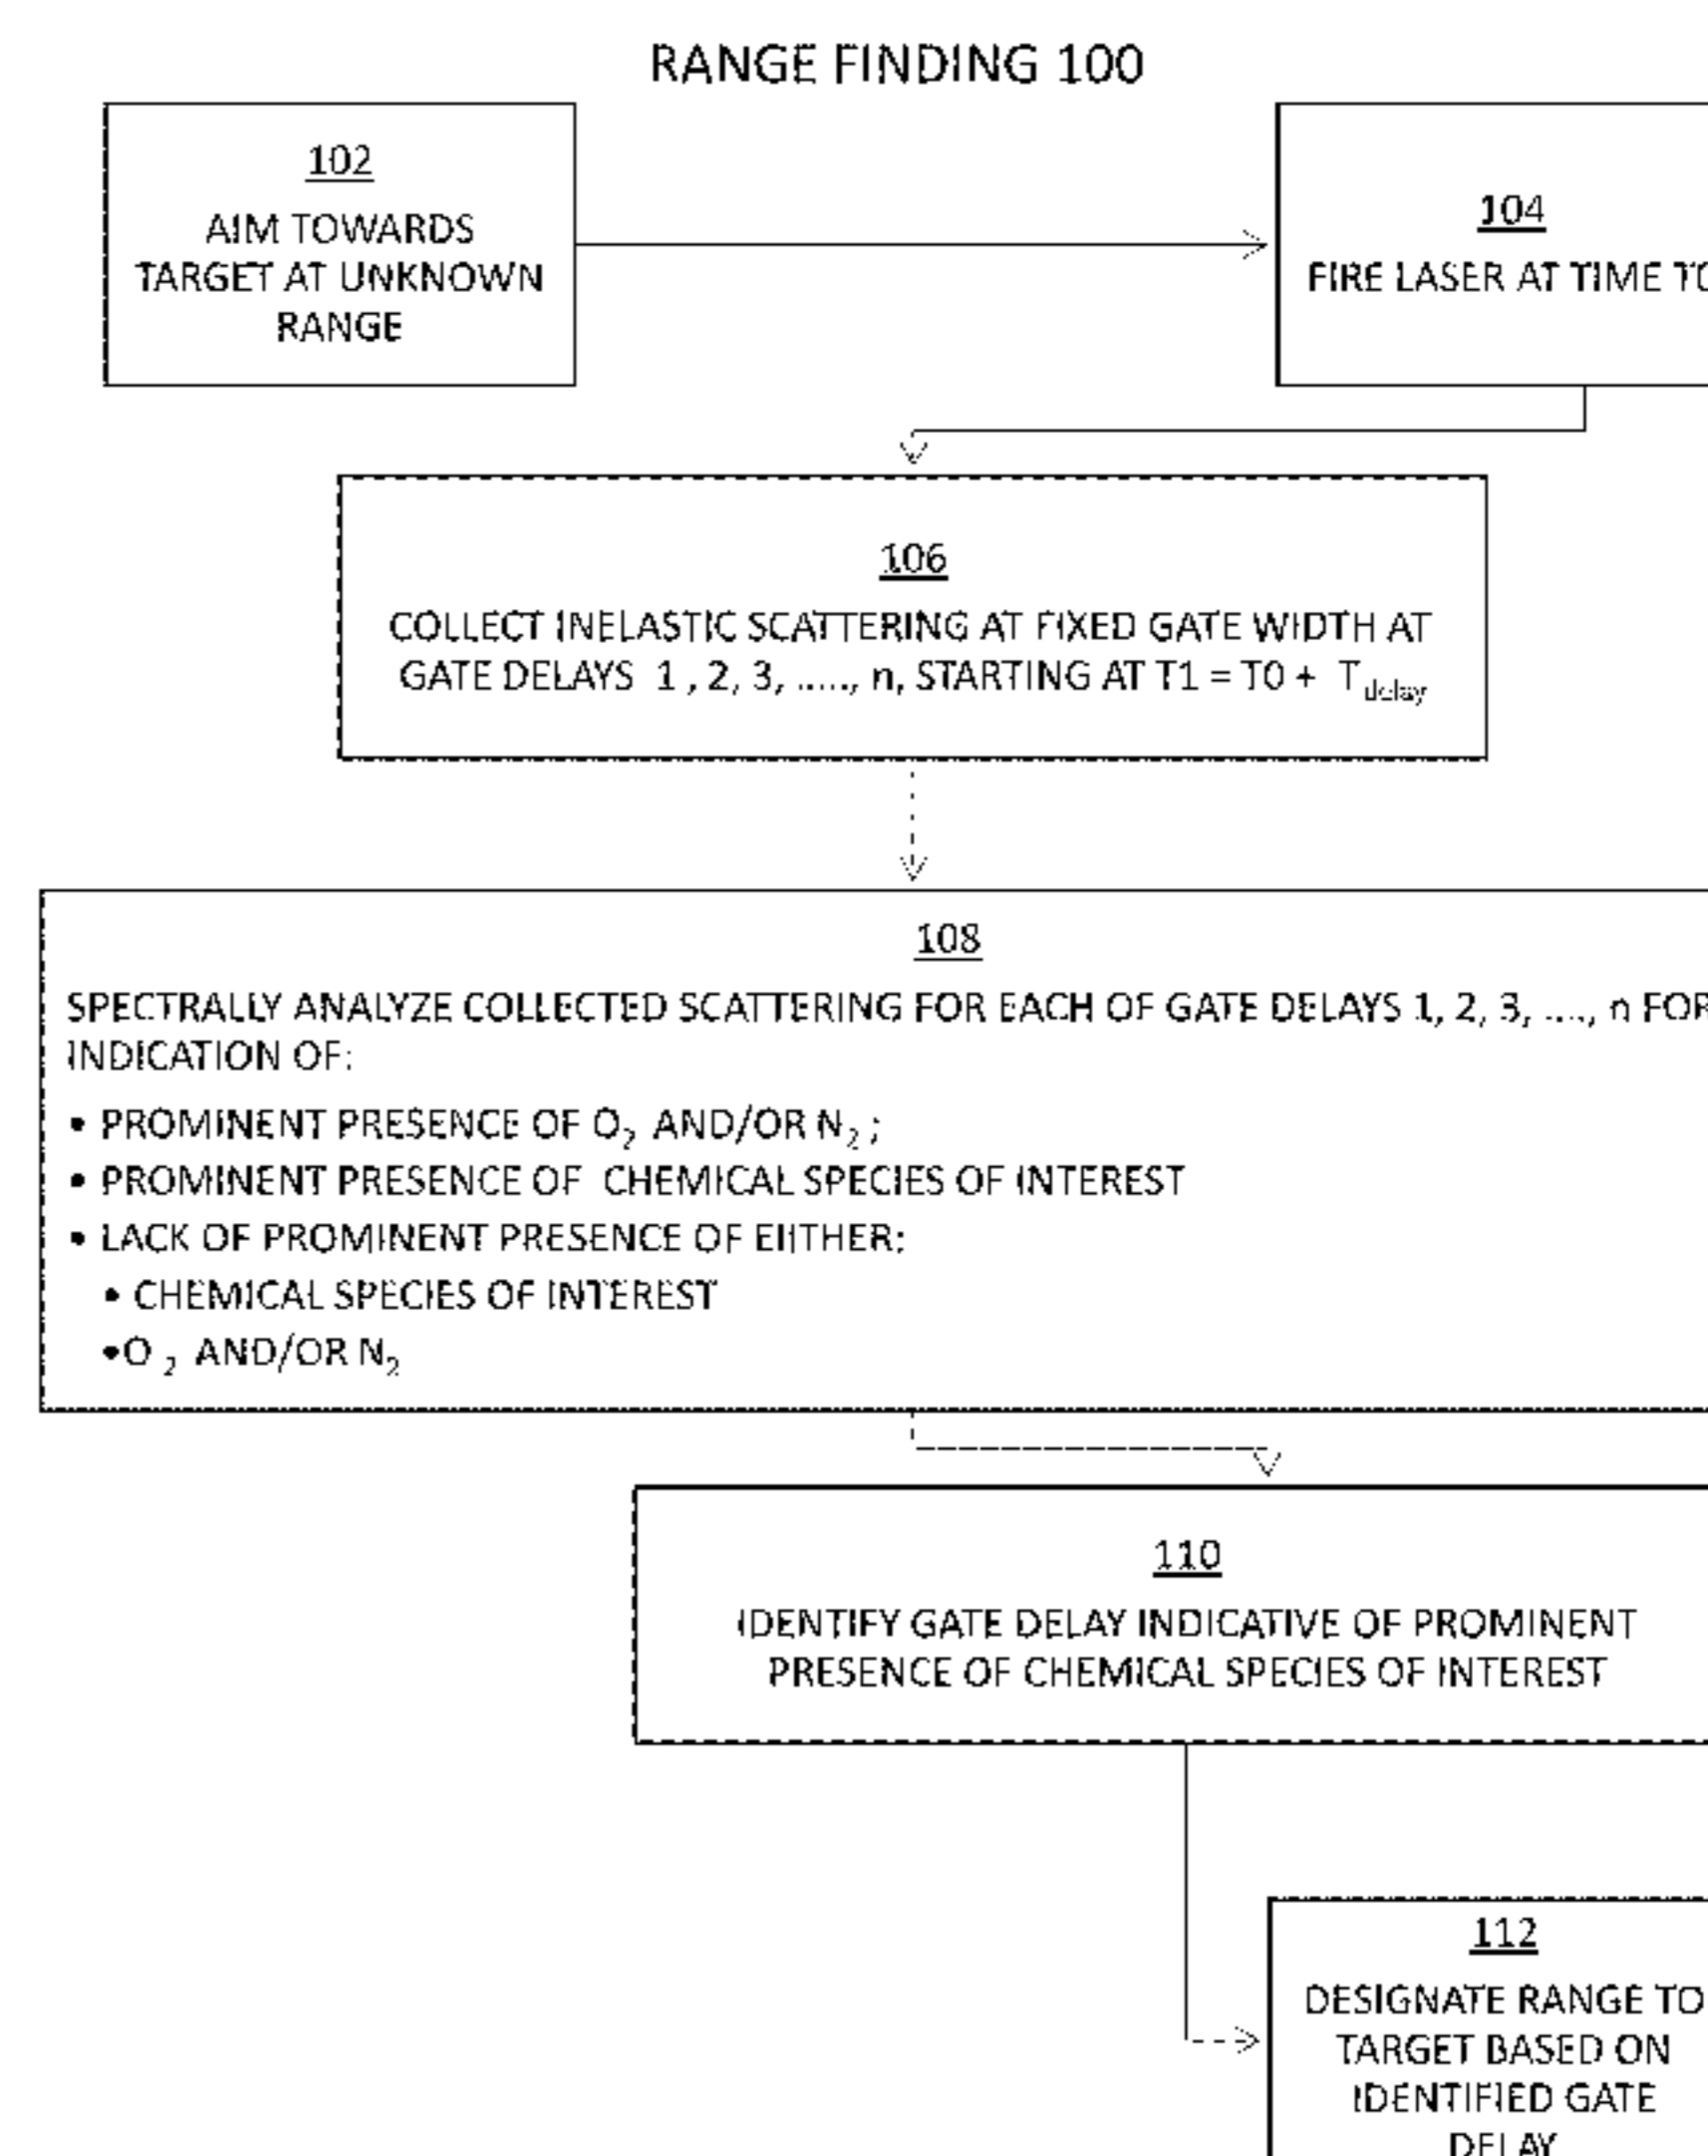 RANGE FINDING 100
102
AIM TOWARDS
TARGET AT UNKNOWN
RANGE
104
FIRE LASER AT TIME T0
106
COLLECT INELASTIC SCATTERING AT FIXED GATE WIDTH AT
GATE DELAYS 1 , 2, 3, ....., n, STARTING AT T1 = T0 + Tdelay
108
SPECTRALLY ANALYZE COLLECTED SCATTERING FOR EACH OF GATE DELAYS 1, 2, 3, ...., n FOR
INDICATION OF:
• PROMINENT PRESENCE OF O2 AND/OR N2 ;
• PROMINENT PRESENCE OF CHEMICAL SPECIES OF INTEREST
• LACK OF PROMINENT PRESENCE OF EITHER:
• CHEMICAL SPECIES OF INTEREST
•O 2 AND/OR N2
110
IDENTIFY GATE DELAY INDICATIVE OF PROMINENT
PRESENCE OF CHEMICAL SPECIES OF INTEREST
112
DESIGNATE RANGE TO
TARGET BASED ON
IDENTIFIED GATE
DELAY